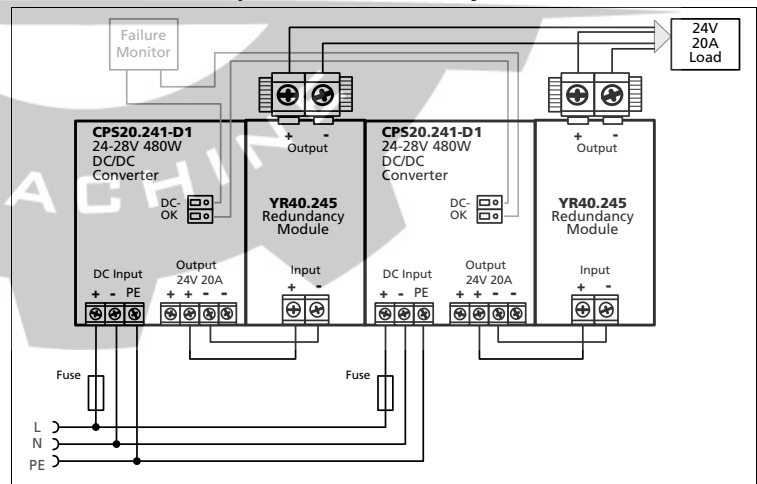 Failure
Monitor
24V
20A
Load
CPS20.241-D1
24-28V 480W
DC/DC
Converter
DC-
OK
DC Input
+ - PE
Output
24V 20A
+ + - -
+ -
Output
YR40.245
Redundancy
Module
Input
+ -
CPS20.241-D1
24-28V 480W
DC/DC
Converter
DC-
OK
DC Input
+ - PE
Output
24V 20A
+ + - -
+ -
Output
YR40.245
Redundancy
Module
Input
+ -
Fuse
Fuse
L
N
PE
ACHIN